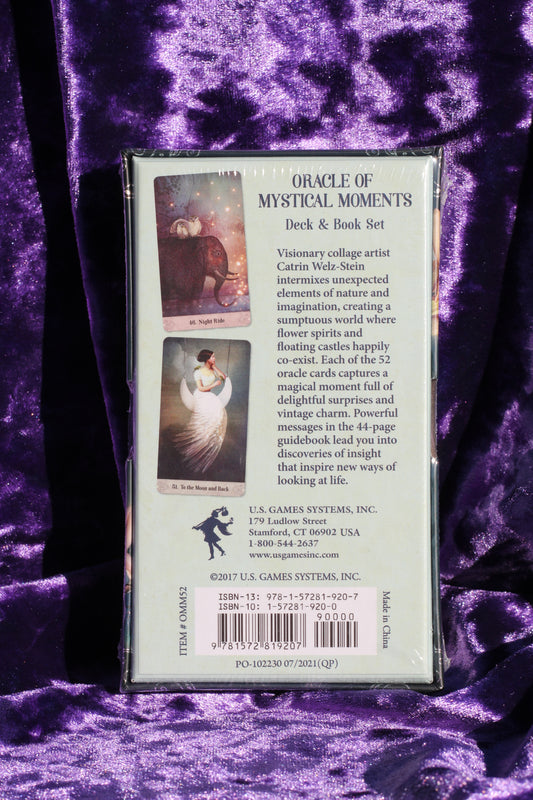 ORACLE OF
MYSTICAL MOMENTS
Deck & Book Set
46. Night Ride
Visionary collage artist
Catrin Welz-Stein
intermixes unexpected
elements of nature and
imagination, creating a
sumptuous world where
flower spirits and
floating castles happily
co-exist. Each of the 52
oracle cards captures a
magical moment full of
delightful surprises and
vintage charm. Powerful
messages in the 44-page
guidebook lead you into
discoveries of insight
that inspire new ways of
looking at life.
51. To the Moon and Back
U.S. GAMES SYSTEMS, INC.
179 Ludlow Street
Stamford, CT 06902 USA
1-800-544-2637
www.usgamesinc.com
©2017 U.S. GAMES SYSTEMS, INC.
ITEM # OMM52
ISBN-13: 978-1-57281-920-7
ISBN-10: 1-57281-920-0
90000
9 781572 819207
Made in China
PO-102230 07/2021(QP)